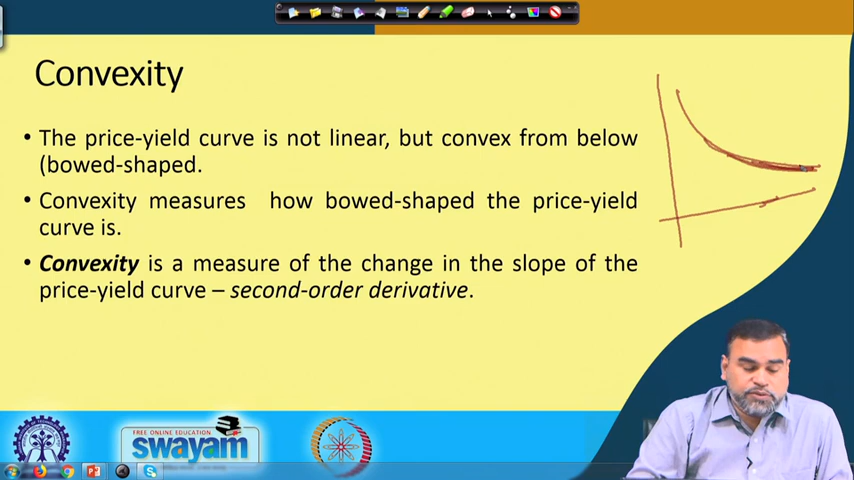 Convexity
• The price-yield curve is not linear, but convex from below
(bowed-shaped.
• Convexity measures how bowed-shaped the price-yield
curve is.
• Convexity is a measure of the change in the slope of the
price-yield curve – second-order derivative.
FREE ONLINE EDUCATION
swayam